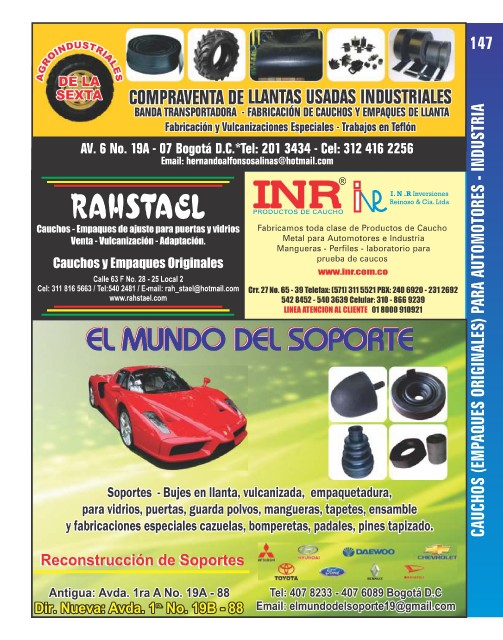 147
CAUCHOS (EMPAQUES ORIGINALES) PARA AUTOMOTORES - INDUSTRIA
AGROINDUSTRIALES
DE LA
SEXTA
COMPRAVENTA DE LLANTAS USADAS INDUSTRIALES
BANDA TRANSPORTADORA - FABRICACIÓN DE CAUCHOS Y EMPAQUES DE LLANTA
Fabricación y Vulcanizaciones Especiales - Trabajos en Teflón
AV. 6 No. 19A - 07 Bogotá D.C.*Tel: 201 3434 - Cel: 312 416 2256
Email: hernandoalfonsosalinas@hotmail.com
RAHSTAEL
Cauchos - Empaques de ajuste para puertas y vidrios
Venta - Vulcanización - Adaptación.
Cauchos y Empaques Originales
Calle 63 F No. 28 - 25 Local 2
Cel: 311 816 5663 / Tel:540 2481 / E-mail: rah_stael@hotmail.com
www.rahstael.com
INR®
PRODUCTOS DE CAUCHO
INR
I. N .R Inversiones
Reinoso & Cía. Ltda
Fabricamos toda clase de Productos de Caucho
Metal para Automotores e Industria
Mangueras - Perfiles - laboratorio para
prueba de caucos
www.inr.com.co
Crr. 27 No. 65 - 39 Telefax: (571) 311 5521 PBX: 240 6920 - 231 2692
542 8452 - 540 3639 Celular: 310 - 866 9239
LINEA ATENCION AL CLIENTE 01 8000 910921
EL MUNDO DEL SOPORTE
Soportes - Bujes en llanta, vulcanizada, empaquetadura,
para vidrios, puertas, guarda polvos, mangueras, tapetes, ensamble
y fabricaciones especiales cazuelas, bomperetas, padales, pines tapizado.
Reconstrucción de Soportes
MITSUBISHI
HYUNDAI
DAEWOO
CHEVROLET
TOYOTA
Ford
RENAULT
Antigua: Avda. 1ra A No. 19A - 88
Dir. Nueva: Avda. 1ra. No. 19B - 88
Tel: 407 8233 - 407 6089 Bogotá D.C
Email: elmundodelsoporte19@gmail.com